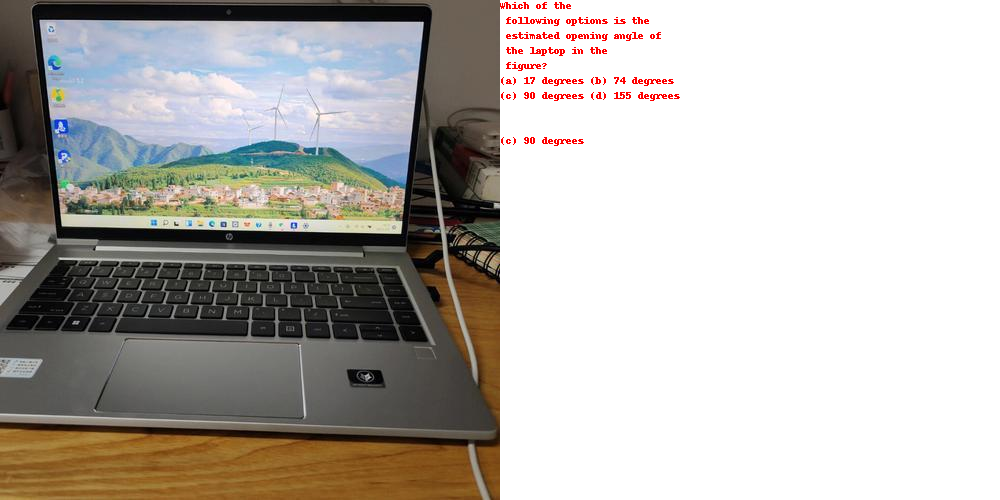 Which of the
following options is the
estimated opening angle of
the laptop in the
figure?
(a) 17 degrees (b) 74 degrees
(c) 90 degrees (d) 155 degrees
(c) 90 degrees
hp
Q W E R T Y U I O P
A S D F G H J K L
Z X C V B N M